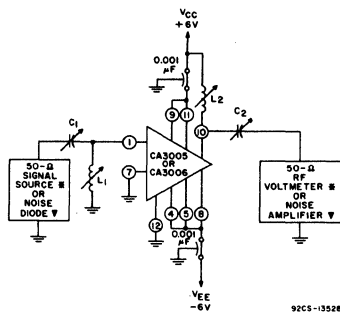 VCC
+6V
0.001
µF
L2
C2
C1
9
11
10
1
CA3005
OR
CA3006
L1
7
50-Ω
SIGNAL
SOURCE *
OR
NOISE
DIODE ▼
50-Ω
RF
VOLTMETER *
OR
NOISE
AMPLIFIER ▼
12
4
5
8
0.001
µF
VEE
-6V
92CS-13528